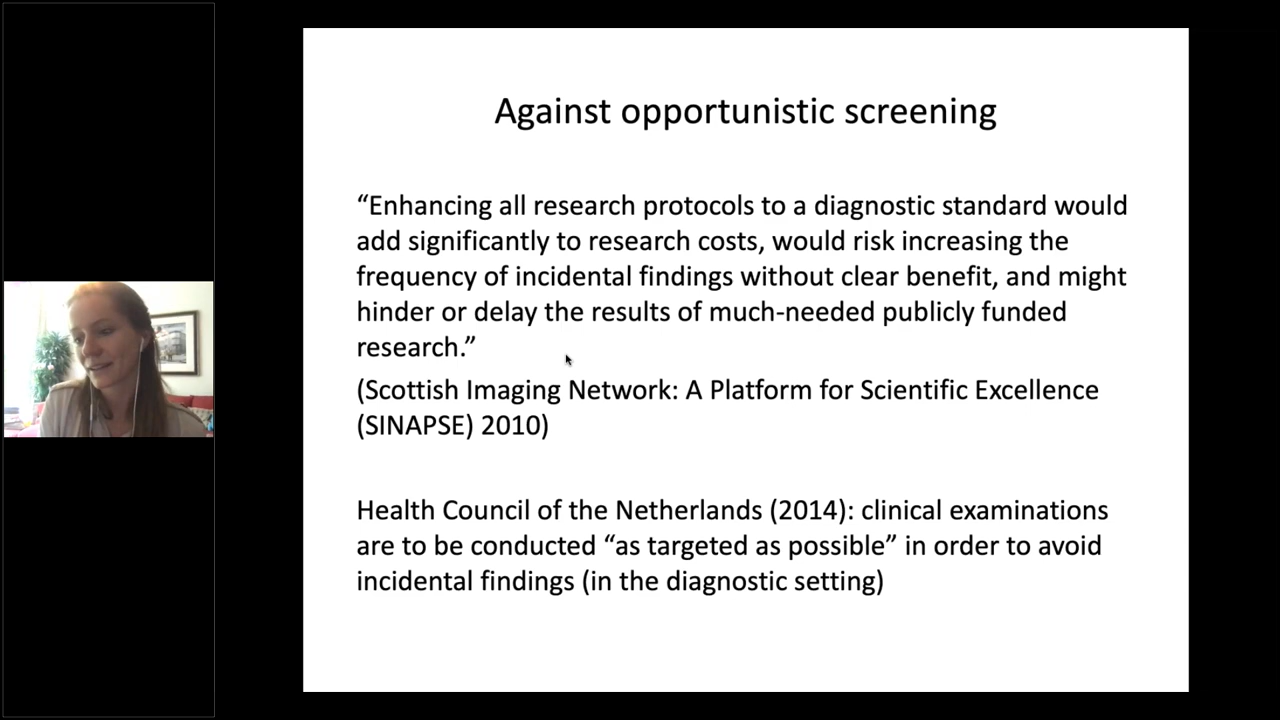 Against opportunistic screening
“Enhancing all research protocols to a diagnostic standard would
add significantly to research costs, would risk increasing the
frequency of incidental findings without clear benefit, and might
hinder or delay the results of much-needed publicly funded
research.”
(Scottish Imaging Network: A Platform for Scientific Excellence
(SINAPSE) 2010)
Health Council of the Netherlands (2014): clinical examinations
are to be conducted “as targeted as possible” in order to avoid
incidental findings (in the diagnostic setting)